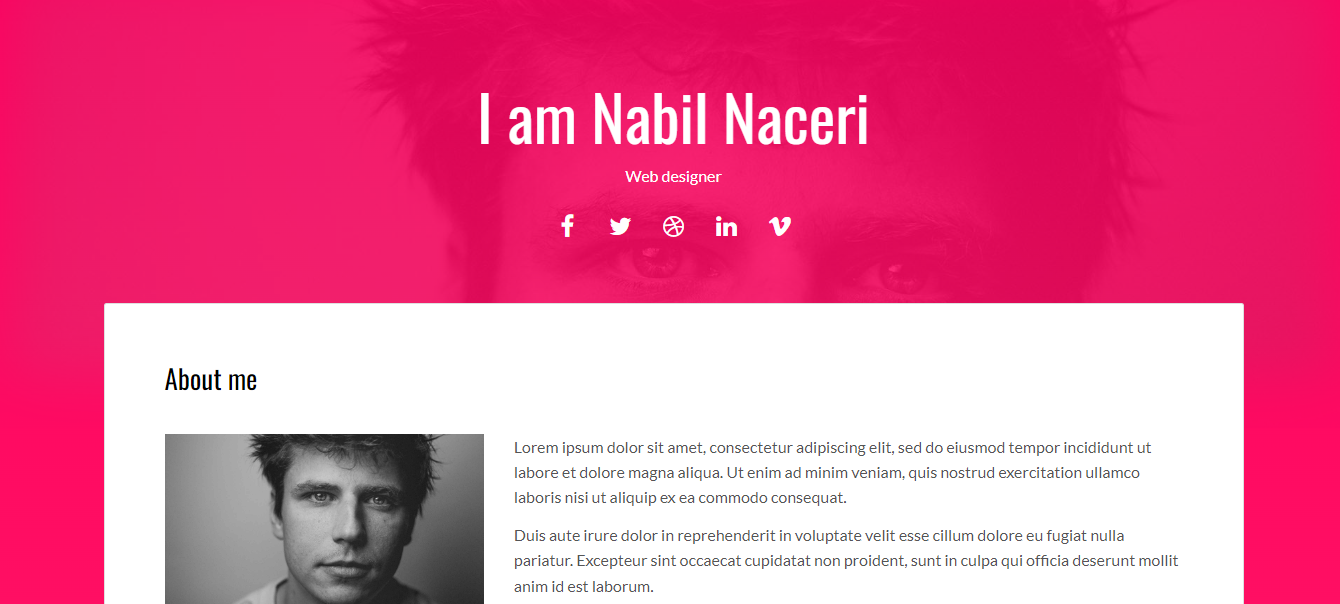 I am Nabil Naceri
Web designer
About me
Lorem ipsum dolor sit amet, consectetur adipiscing elit, sed do eiusmod tempor incididunt ut
labore et dolore magna aliqua. Ut enim ad minim veniam, quis nostrud exercitation ullamco
laboris nisi ut aliquip ex ea commodo consequat.
Duis aute irure dolor in reprehenderit in voluptate velit esse cillum dolore eu fugiat nulla
pariatur. Excepteur sint occaecat cupidatat non proident, sunt in culpa qui officia deserunt mollit
anim id est laborum.